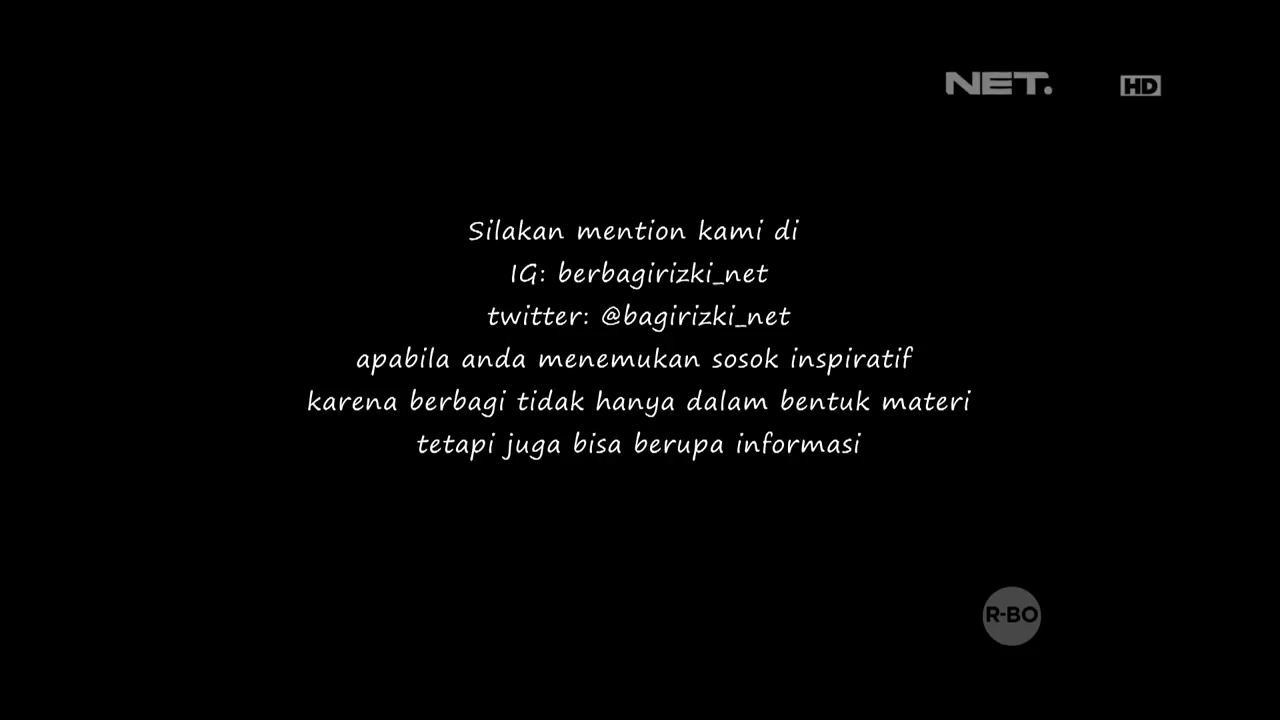 NET. HD
Silakan mention kami di
IG: berbagirizki_net
twitter: @bagirizki_net
apabila anda menemukan sosok inspiratif
karena berbagi tidak hanya dalam bentuk materi
tetapi juga bisa berupa informasi
R-BO